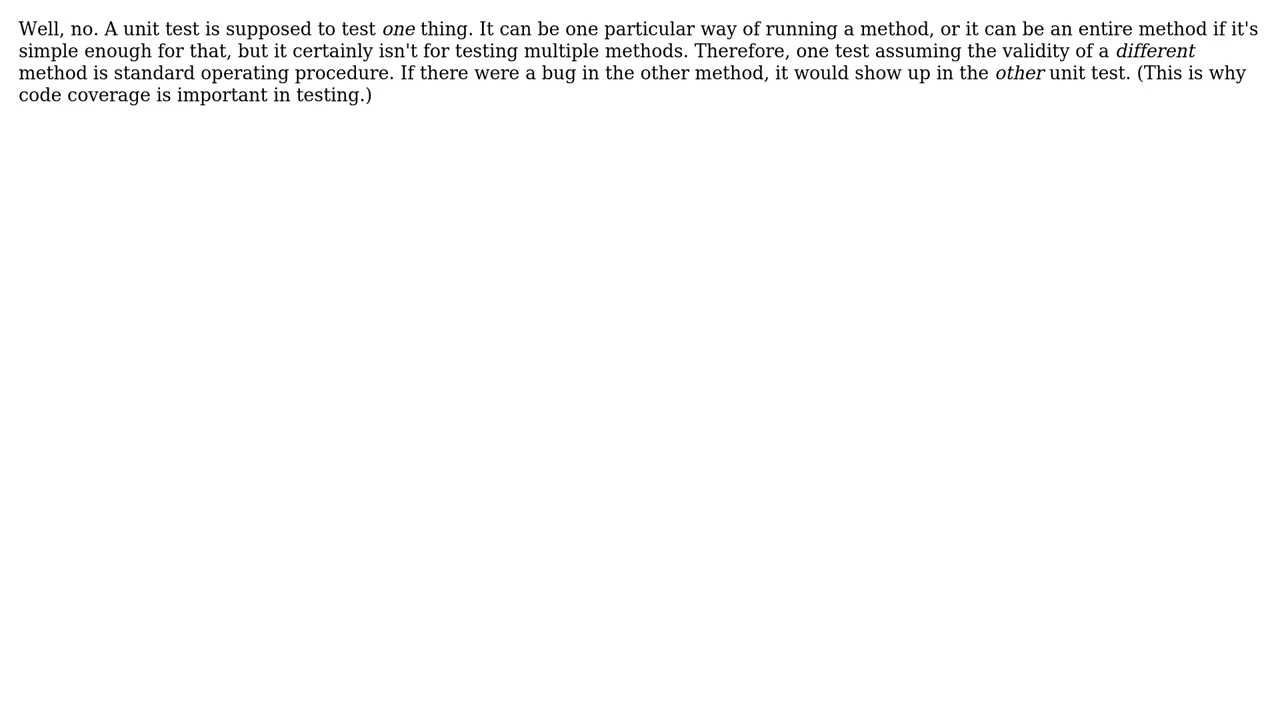 Well, no. A unit test is supposed to test one thing. It can be one particular way of running a method, or it can be an entire method if it's
simple enough for that, but it certainly isn't for testing multiple methods. Therefore, one test assuming the validity of a different
method is standard operating procedure. If there were a bug in the other method, it would show up in the other unit test. (This is why
code coverage is important in testing.)